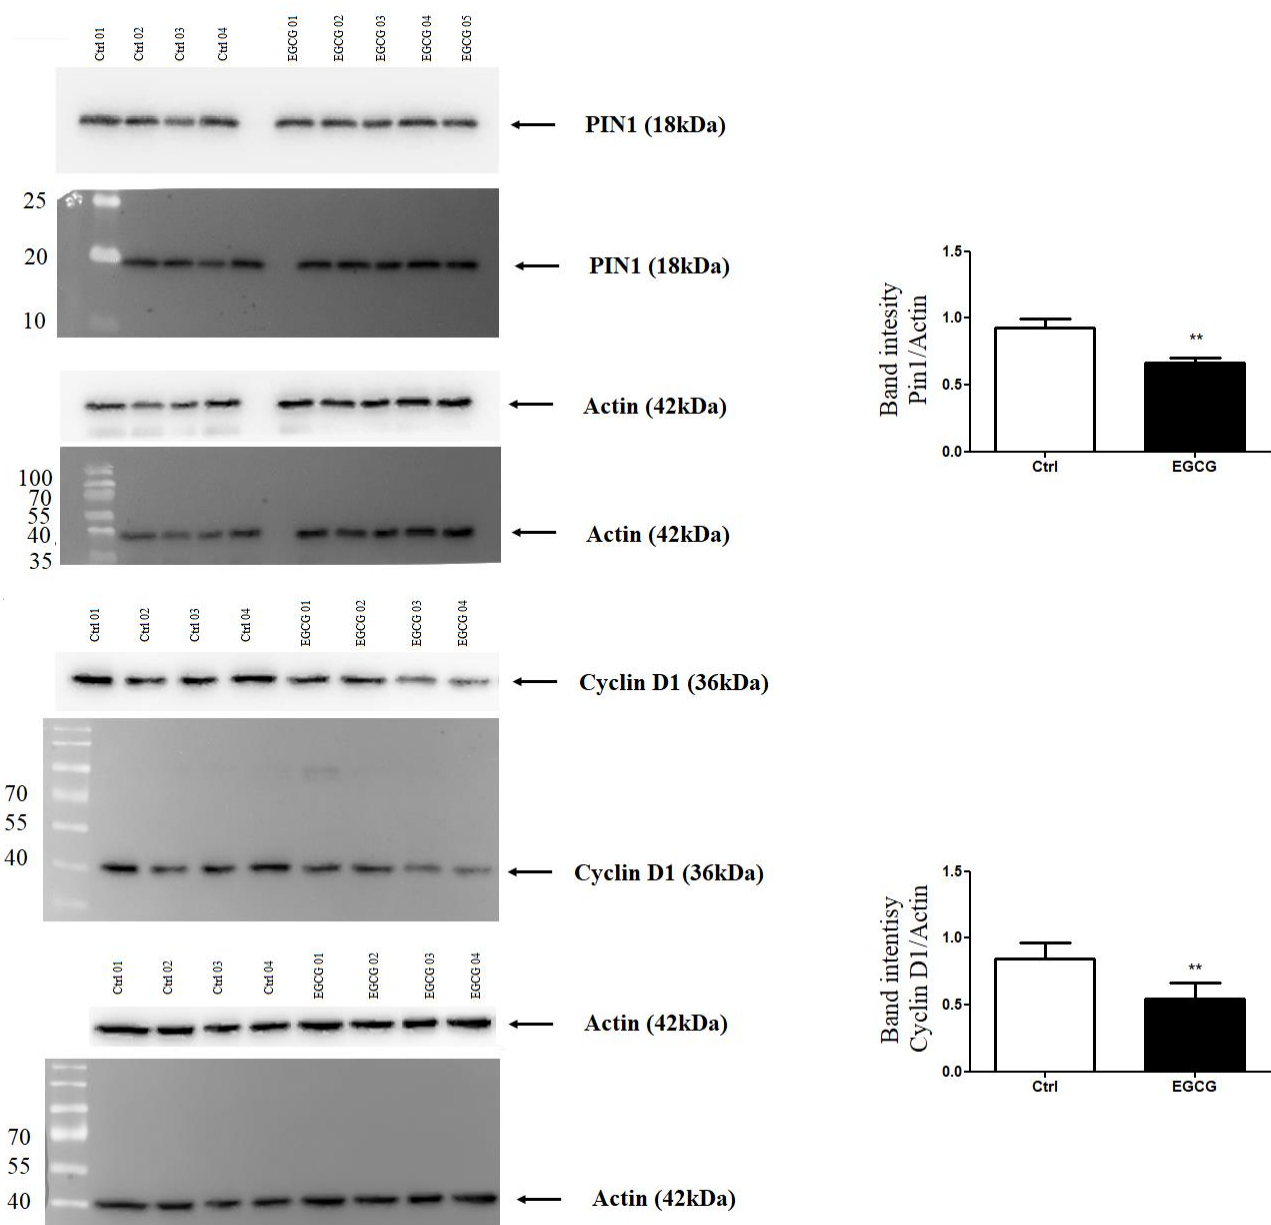 Ctrl 01 Ctrl 02 Ctrl 03 Ctrl 04 EGCG 01 EGCG 02 EGCG 03 EGCG 04 EGCG 05
PIN1 (18kDa)
25
20
10
PIN1 (18kDa)
Actin (42kDa)
100
70
55
40
35
Actin (42kDa)
1.5
1.0
0.5
0.0
Band intesity
Pin1/Actin
**
Ctrl EGCG
Ctrl 01 Ctrl 02 Ctrl 03 Ctrl 04 EGCG 01 EGCG 02 EGCG 03 EGCG 04
Cyclin D1 (36kDa)
70
55
40
Cyclin D1 (36kDa)
Ctrl 01 Ctrl 02 Ctrl 03 Ctrl 04 EGCG 01 EGCG 02 EGCG 03 EGCG 04
Actin (42kDa)
70
55
40
Actin (42kDa)
1.5
1.0
0.5
0.0
Band intentisy
Cyclin D1/Actin
**
Ctrl EGCG